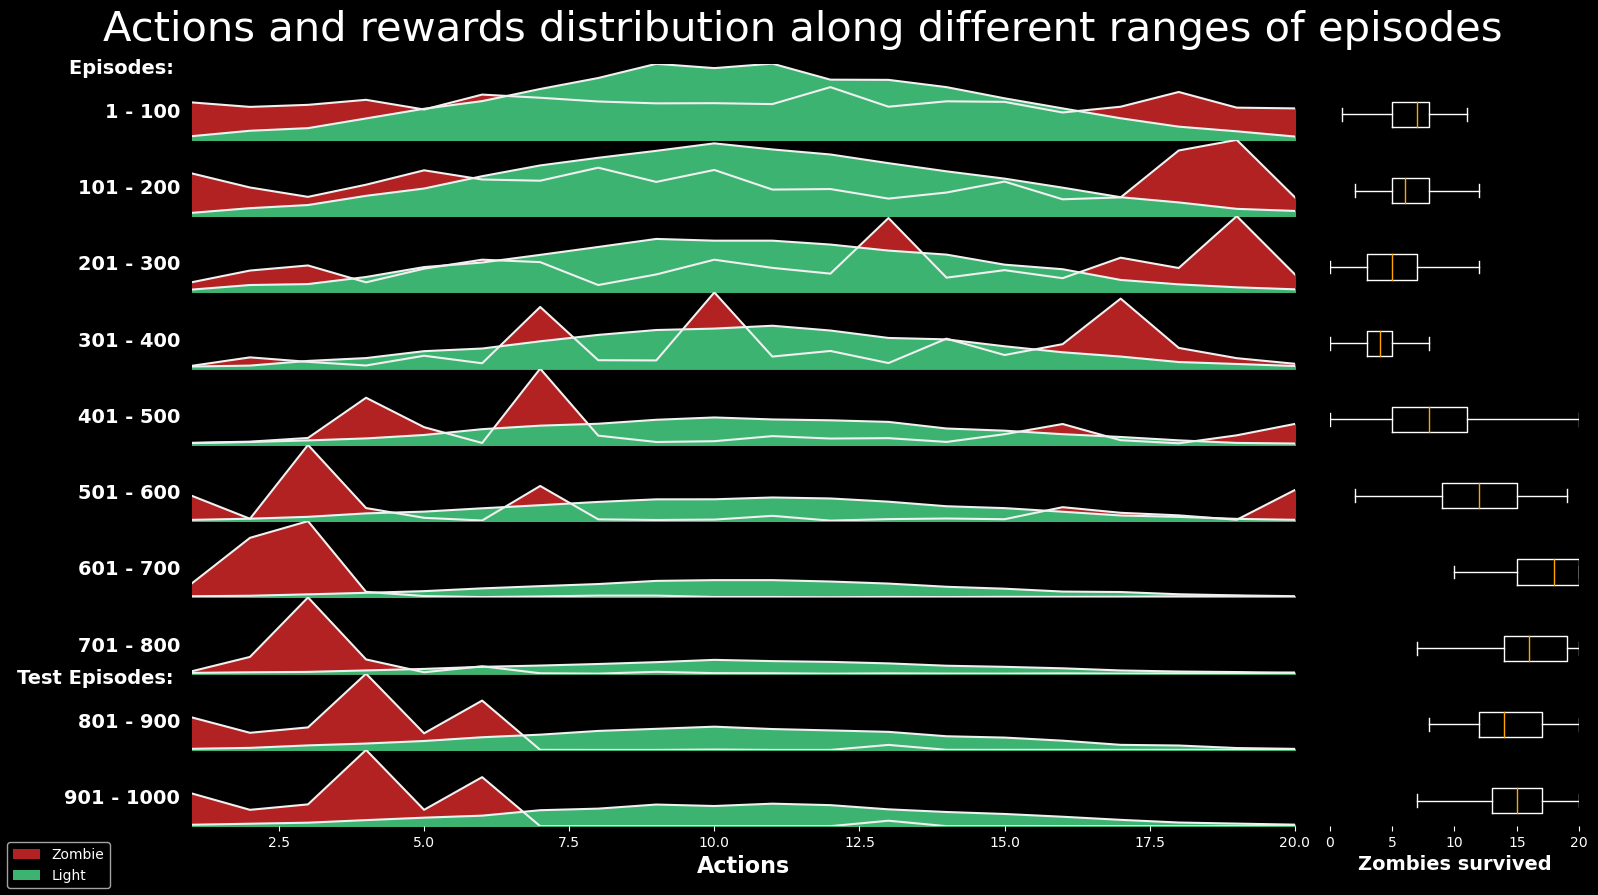 Actions and rewards distribution along different ranges of episodes
Episodes:
1 - 100
101 - 200
201 - 300
301 - 400
401 - 500
501 - 600
601 - 700
701 - 800
Test Episodes:
801 - 900
901 - 1000
2.5 5.0 7.5 10.0 12.5 15.0 17.5 20.0
0 5 10 15 20
Actions
Zombies survived
Zombie
Light